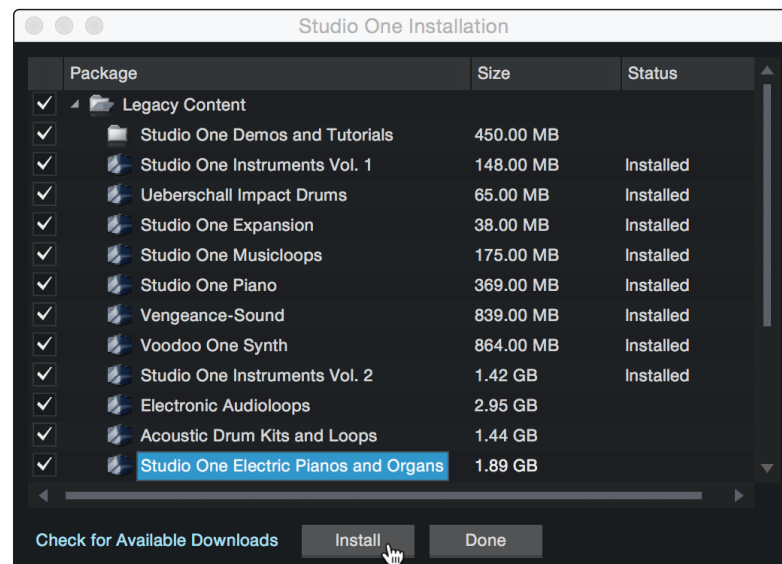 Studio One Installation
Package Size Status
Legacy Content
Studio One Demos and Tutorials 450.00 MB
Studio One Instruments Vol. 1 148.00 MB Installed
Ueberschall Impact Drums 65.00 MB Installed
Studio One Expansion 38.00 MB Installed
Studio One Musicloops 175.00 MB Installed
Studio One Piano 369.00 MB Installed
Vengeance-Sound 839.00 MB Installed
Voodoo One Synth 864.00 MB Installed
Studio One Instruments Vol. 2 1.42 GB Installed
Electronic Audioloops 2.95 GB
Acoustic Drum Kits and Loops 1.44 GB
Studio One Electric Pianos and Organs 1.89 GB
Check for Available Downloads Install Done